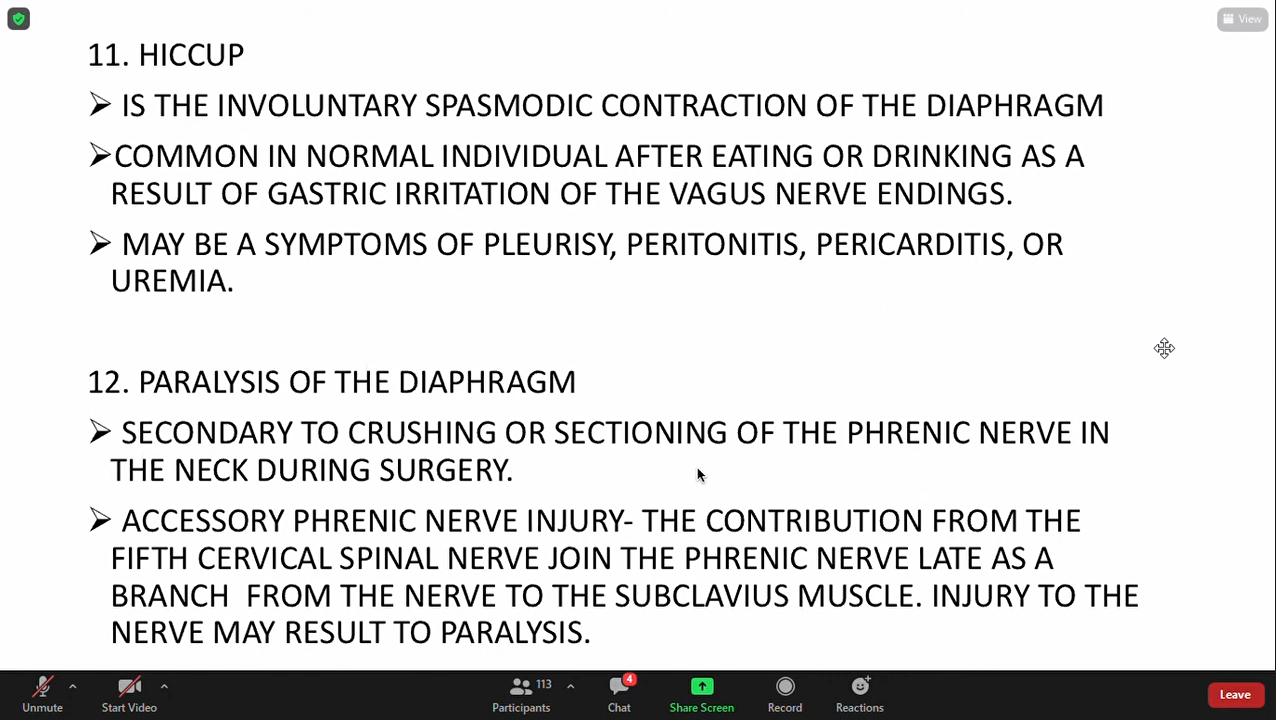 View
11. HICCUP
➢ IS THE INVOLUNTARY SPASMODIC CONTRACTION OF THE DIAPHRAGM
➢COMMON IN NORMAL INDIVIDUAL AFTER EATING OR DRINKING AS A
RESULT OF GASTRIC IRRITATION OF THE VAGUS NERVE ENDINGS.
➢ MAY BE A SYMPTOMS OF PLEURISY, PERITONITIS, PERICARDITIS, OR
UREMIA.
12. PARALYSIS OF THE DIAPHRAGM
➢ SECONDARY TO CRUSHING OR SECTIONING OF THE PHRENIC NERVE IN
THE NECK DURING SURGERY.
➢ ACCESSORY PHRENIC NERVE INJURY- THE CONTRIBUTION FROM THE
FIFTH CERVICAL SPINAL NERVE JOIN THE PHRENIC NERVE LATE AS A
BRANCH  FROM THE NERVE TO THE SUBCLAVIUS MUSCLE. INJURY TO THE
NERVE MAY RESULT TO PARALYSIS.
113
4
Unmute
Start Video
Participants
Chat
Share Screen
Record
Reactions
Leave